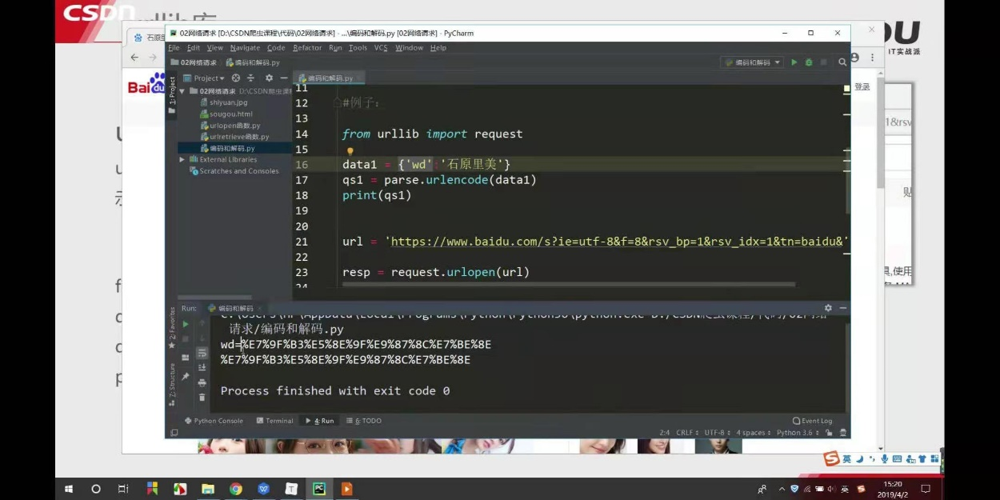 CSDN
IT实战派
02网络请求 [D:\CSDN爬虫课程\代码\02网络请求] - ...\编码和解码.py [02网络请求] - PyCharm
File Edit View Navigate Code Refactor Run Tools VCS Window Help
02网络请求 编码和解码.py
编码和解码
Project
编码和解码.py
登录
1: Project
02网络请求 D:\CSDN爬虫课
shiyuan.jpg
sougou.html
urlopen函数.py
urlretrieve函数.py
编码和解码.py
External Libraries
Scratches and Consoles
11
12 #例子:
13
14 from urllib import request
15
16 data1 = {'wd':'石原里美'}
17 qs1 = parse.urlencode(data1)
18 print(qs1)
19
20
21 url = 'https://www.baidu.com/s?ie=utf-8&f=8&rsv_bp=1&rsv_idx=1&tn=baidu&'
22
23 resp = request.urlopen(url)
24
Run: 编码和解码
请求/编码和解码.py
wd=%E7%9F%B3%E5%8E%9F%E9%87%8C%E7%BE%8E
%E7%9F%B3%E5%8E%9F%E9%87%8C%E7%BE%8E
Process finished with exit code 0
2: Favorites
7: Structure
Python Console Terminal 4: Run 6: TODO Event Log
2:4 CRLF UTF-8 4 spaces Python 3.6
英
英
15:20
2019/4/2